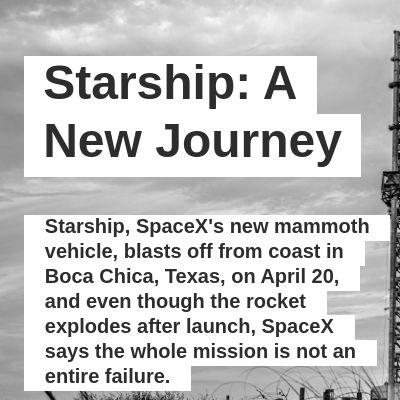 Starship: A
New Journey
Starship, SpaceX's new mammoth
vehicle, blasts off from coast in
Boca Chica, Texas, on April 20,
and even though the rocket
explodes after launch, SpaceX
says the whole mission is not an
entire failure.